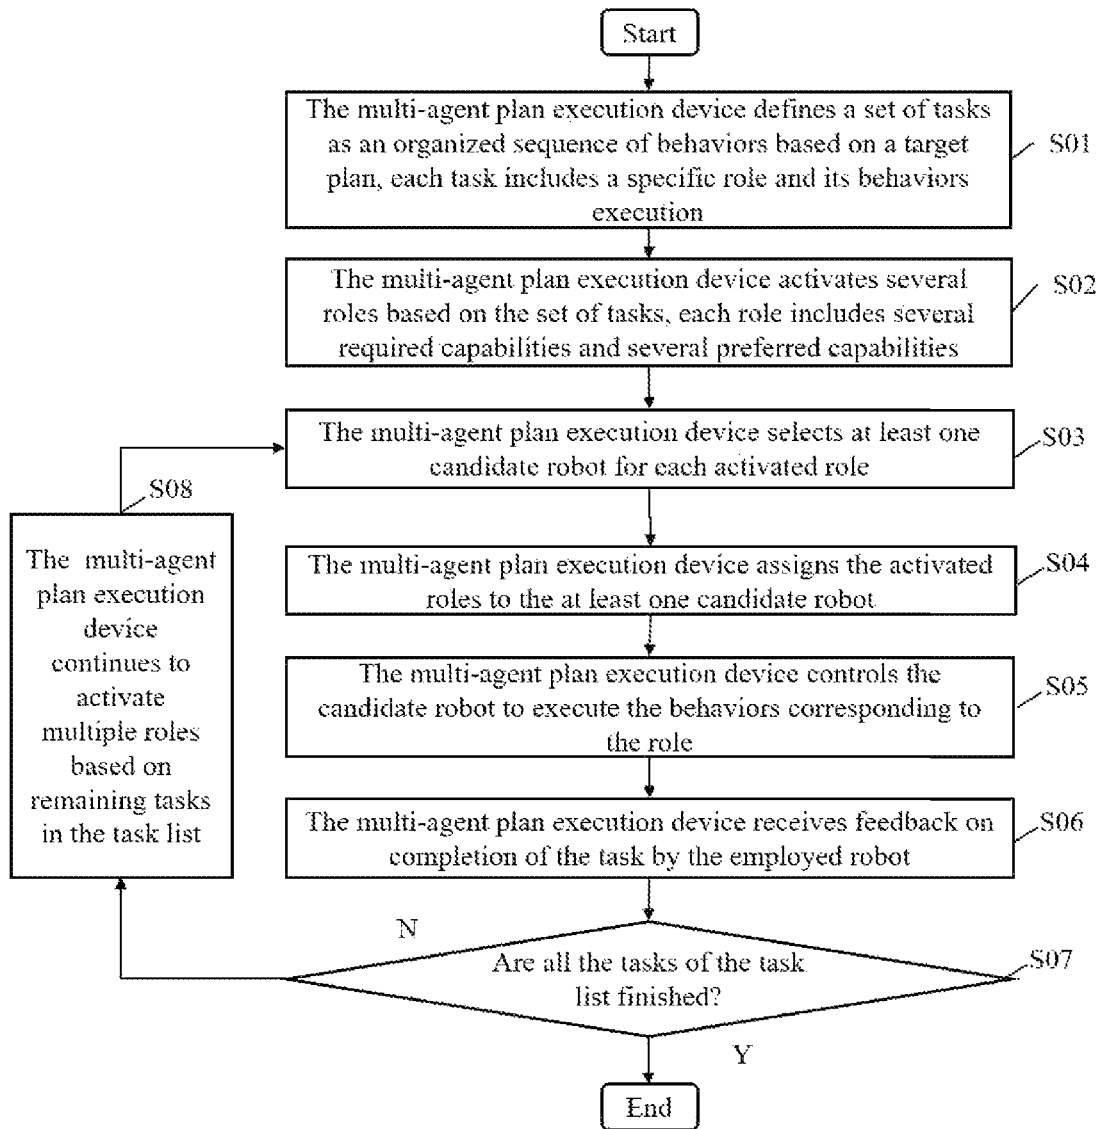 Start
The multi-agent plan execution device defines a set of tasks
as an organized sequence of behaviors based on a target
plan, each task includes a specific role and its behaviors
execution
S01
The multi-agent plan execution device activates several
roles based on the set of tasks, each role includes several
required capabilities and several preferred capabilities
S02
The multi-agent plan execution device selects at least one
candidate robot for each activated role
S03
S08
The multi-agent
plan execution
device
continues to
activate
multiple roles
based on
remaining tasks
in the task list
The multi-agent plan execution device assigns the activated
roles to the at least one candidate robot
S04
The multi-agent plan execution device controls the
candidate robot to execute the behaviors corresponding to
the role
S05
The multi-agent plan execution device receives feedback on
completion of the task by the employed robot
S06
N
Are all the tasks of the task
list finished?
S07
Y
End